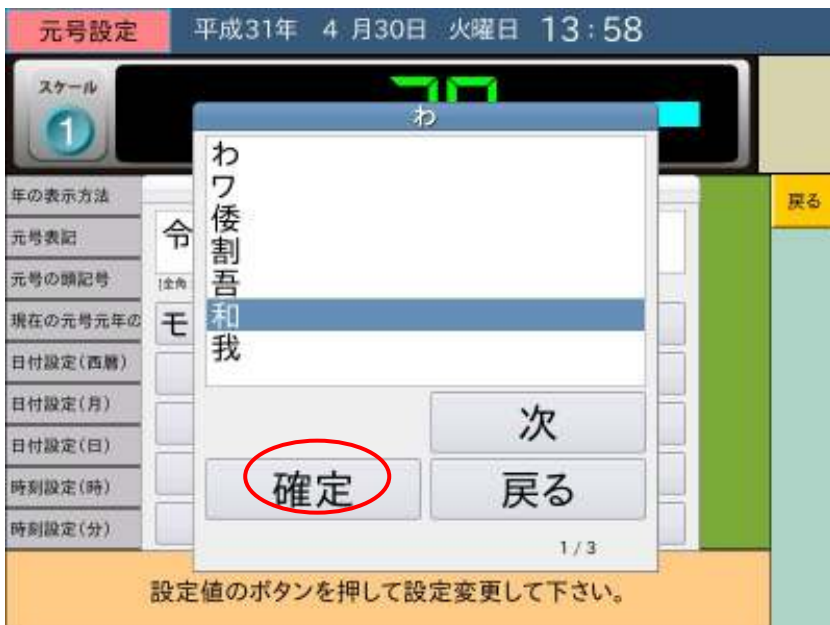 元号設定
平成31年 4月30日 火曜日 13:58
スケール
1
わ
わ
ワ
倭
割
吾
和
我
次
確定
戻る
1/3
年の表示方法
元号表記
元号の頭記号
現在の元号元年の
日付設定(西暦)
日付設定(月)
日付設定(日)
時刻設定(時)
時刻設定(分)
令
[全角
モ
戻る
設定値のボタンを押して設定変更して下さい。